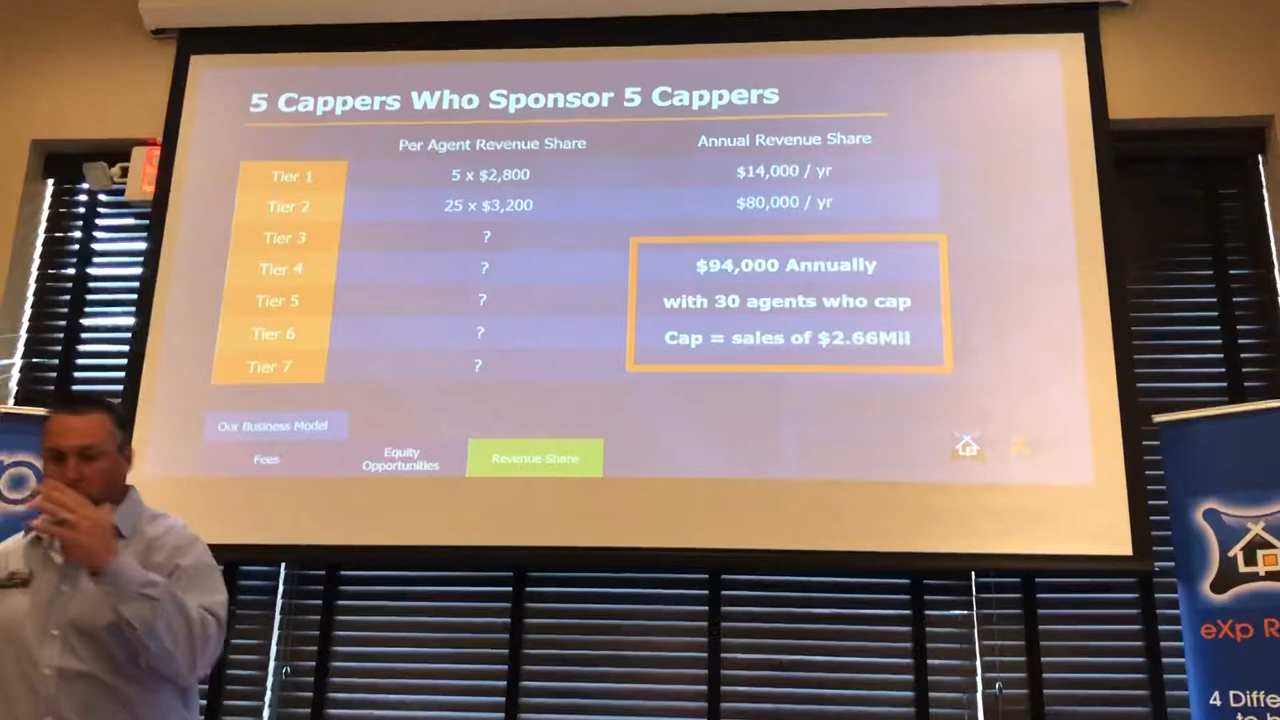 5 Cappers Who Sponsor 5 Cappers
Per Agent Revenue Share Annual Revenue Share
Tier 1 5 x $2,800 $14,000 / yr
Tier 2 25 x $3,200 $80,000 / yr
Tier 3 ?
Tier 4 ?
Tier 5 ?
Tier 6 ?
Tier 7 ?
$94,000 Annually
with 30 agents who cap
Cap = sales of $2.66Mil
Our Business Model
Fees
Equity
Opportunities
Revenue Share
eXp R
4 Diffe